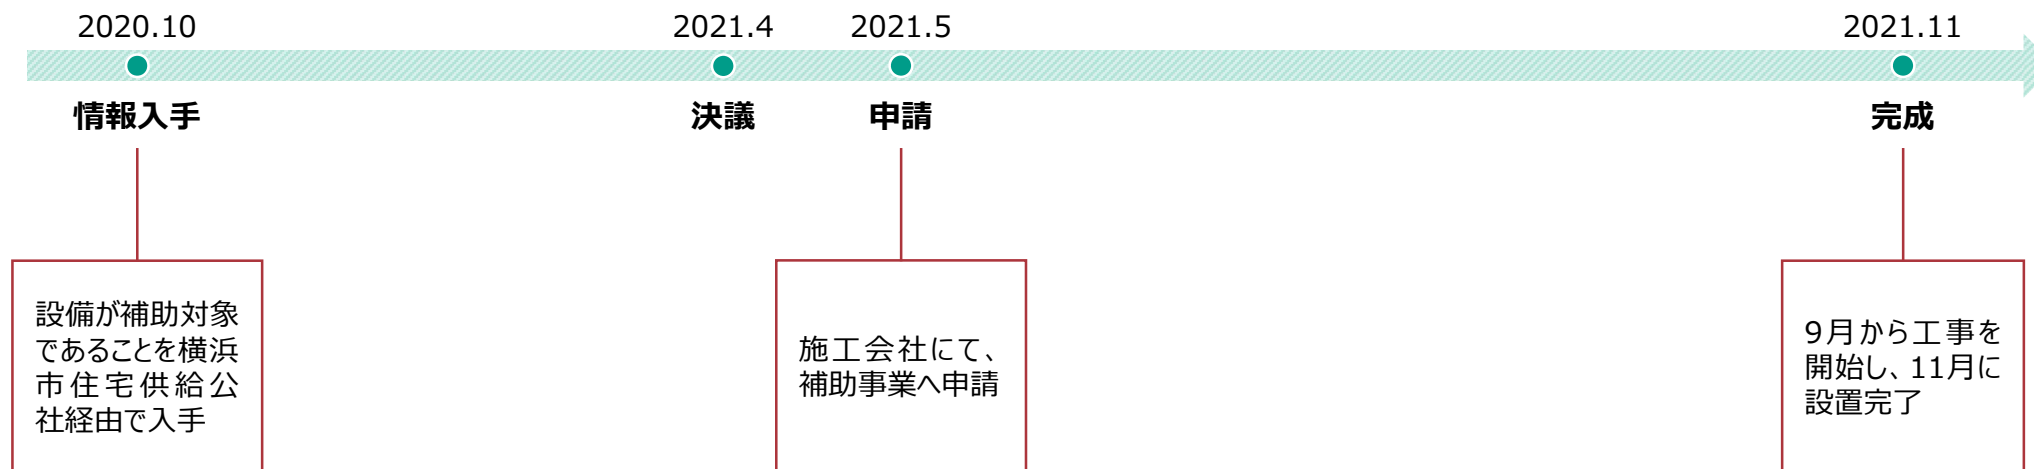 2020.10
2021.4
2021.5
2021.11
情報入手
決議
申請
完成
設備が補助対象
であることを横浜
市住宅供給公
社経由で入手
施工会社にて、
補助事業へ申請
9月から工事を
開始し、11月に
設置完了